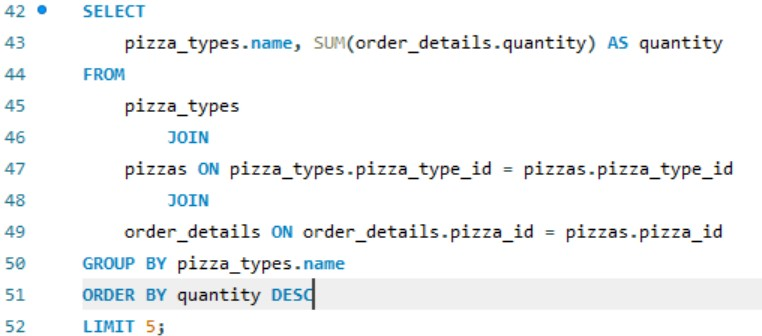 42 SELECT
43 pizza_types.name, SUM(order_details.quantity) AS quantity
44 FROM
45 pizza_types
46 JOIN
47 pizzas ON pizza_types.pizza_type_id = pizzas.pizza_type_id
48 JOIN
49 order_details ON order_details.pizza_id = pizzas.pizza_id
50 GROUP BY pizza_types.name
51 ORDER BY quantity DESC
52 LIMIT 5;